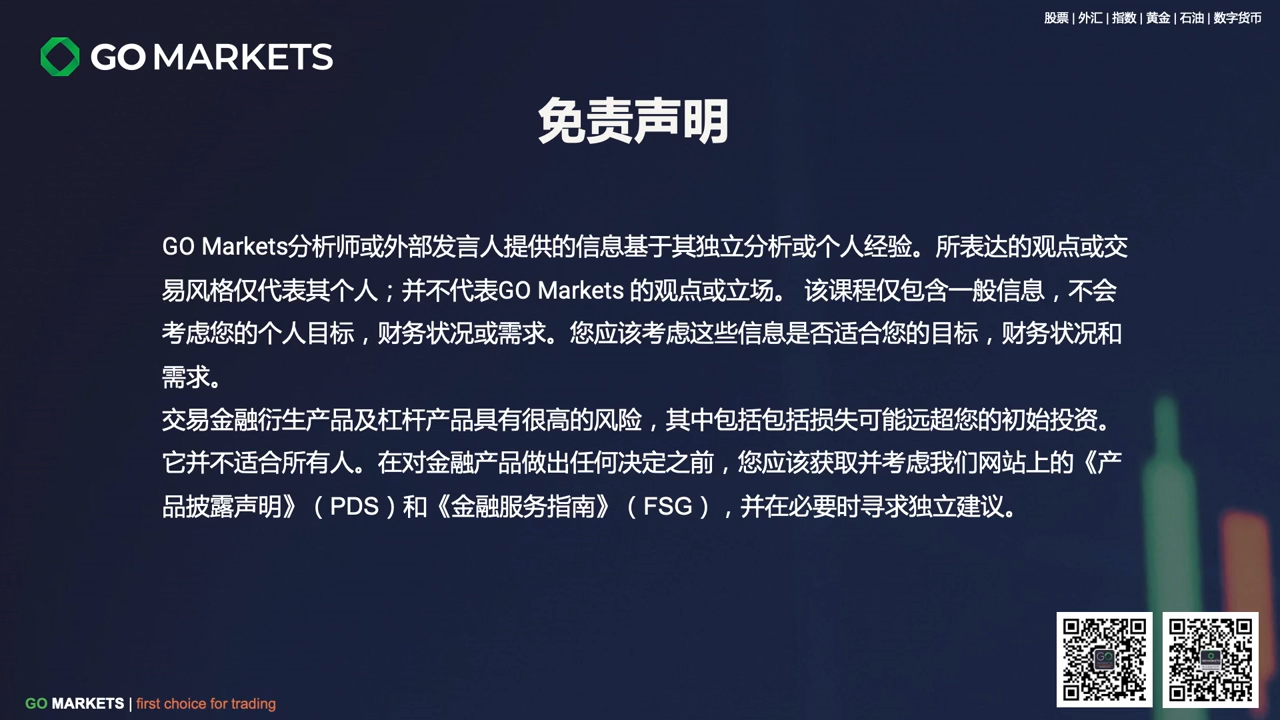 股票 | 外汇 | 指数 | 黄金 | 石油 | 数字货币
GO MARKETS
免责声明
GO Markets分析师或外部发言人提供的信息基于其独立分析或个人经验。所表达的观点或交
易风格仅代表其个人；并不代表GO Markets 的观点或立场。 该课程仅包含一般信息，不会
考虑您的个人目标，财务状况或需求。您应该考虑这些信息是否适合您的目标，财务状况和
需求。
交易金融衍生产品及杠杆产品具有很高的风险，其中包括包括损失可能远超您的初始投资。
它并不适合所有人。在对金融产品做出任何决定之前，您应该获取并考虑我们网站上的《产
品披露声明》（PDS）和《金融服务指南》（FSG），并在必要时寻求独立建议。
GO MARKETS | first choice for trading